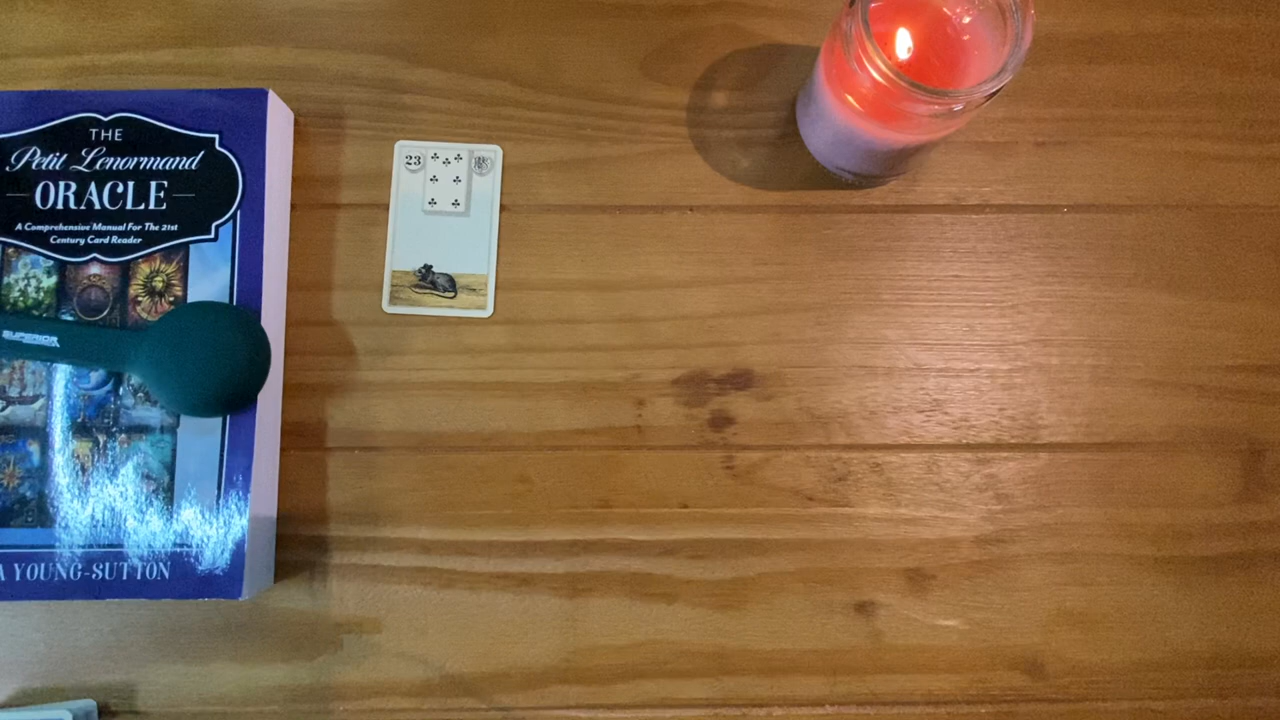 THE
Petit Lenormand
ORACLE
A Comprehensive Manual For The 21st
Century Card Reader
SUPERIOR
A YOUNG-SUTTON
23